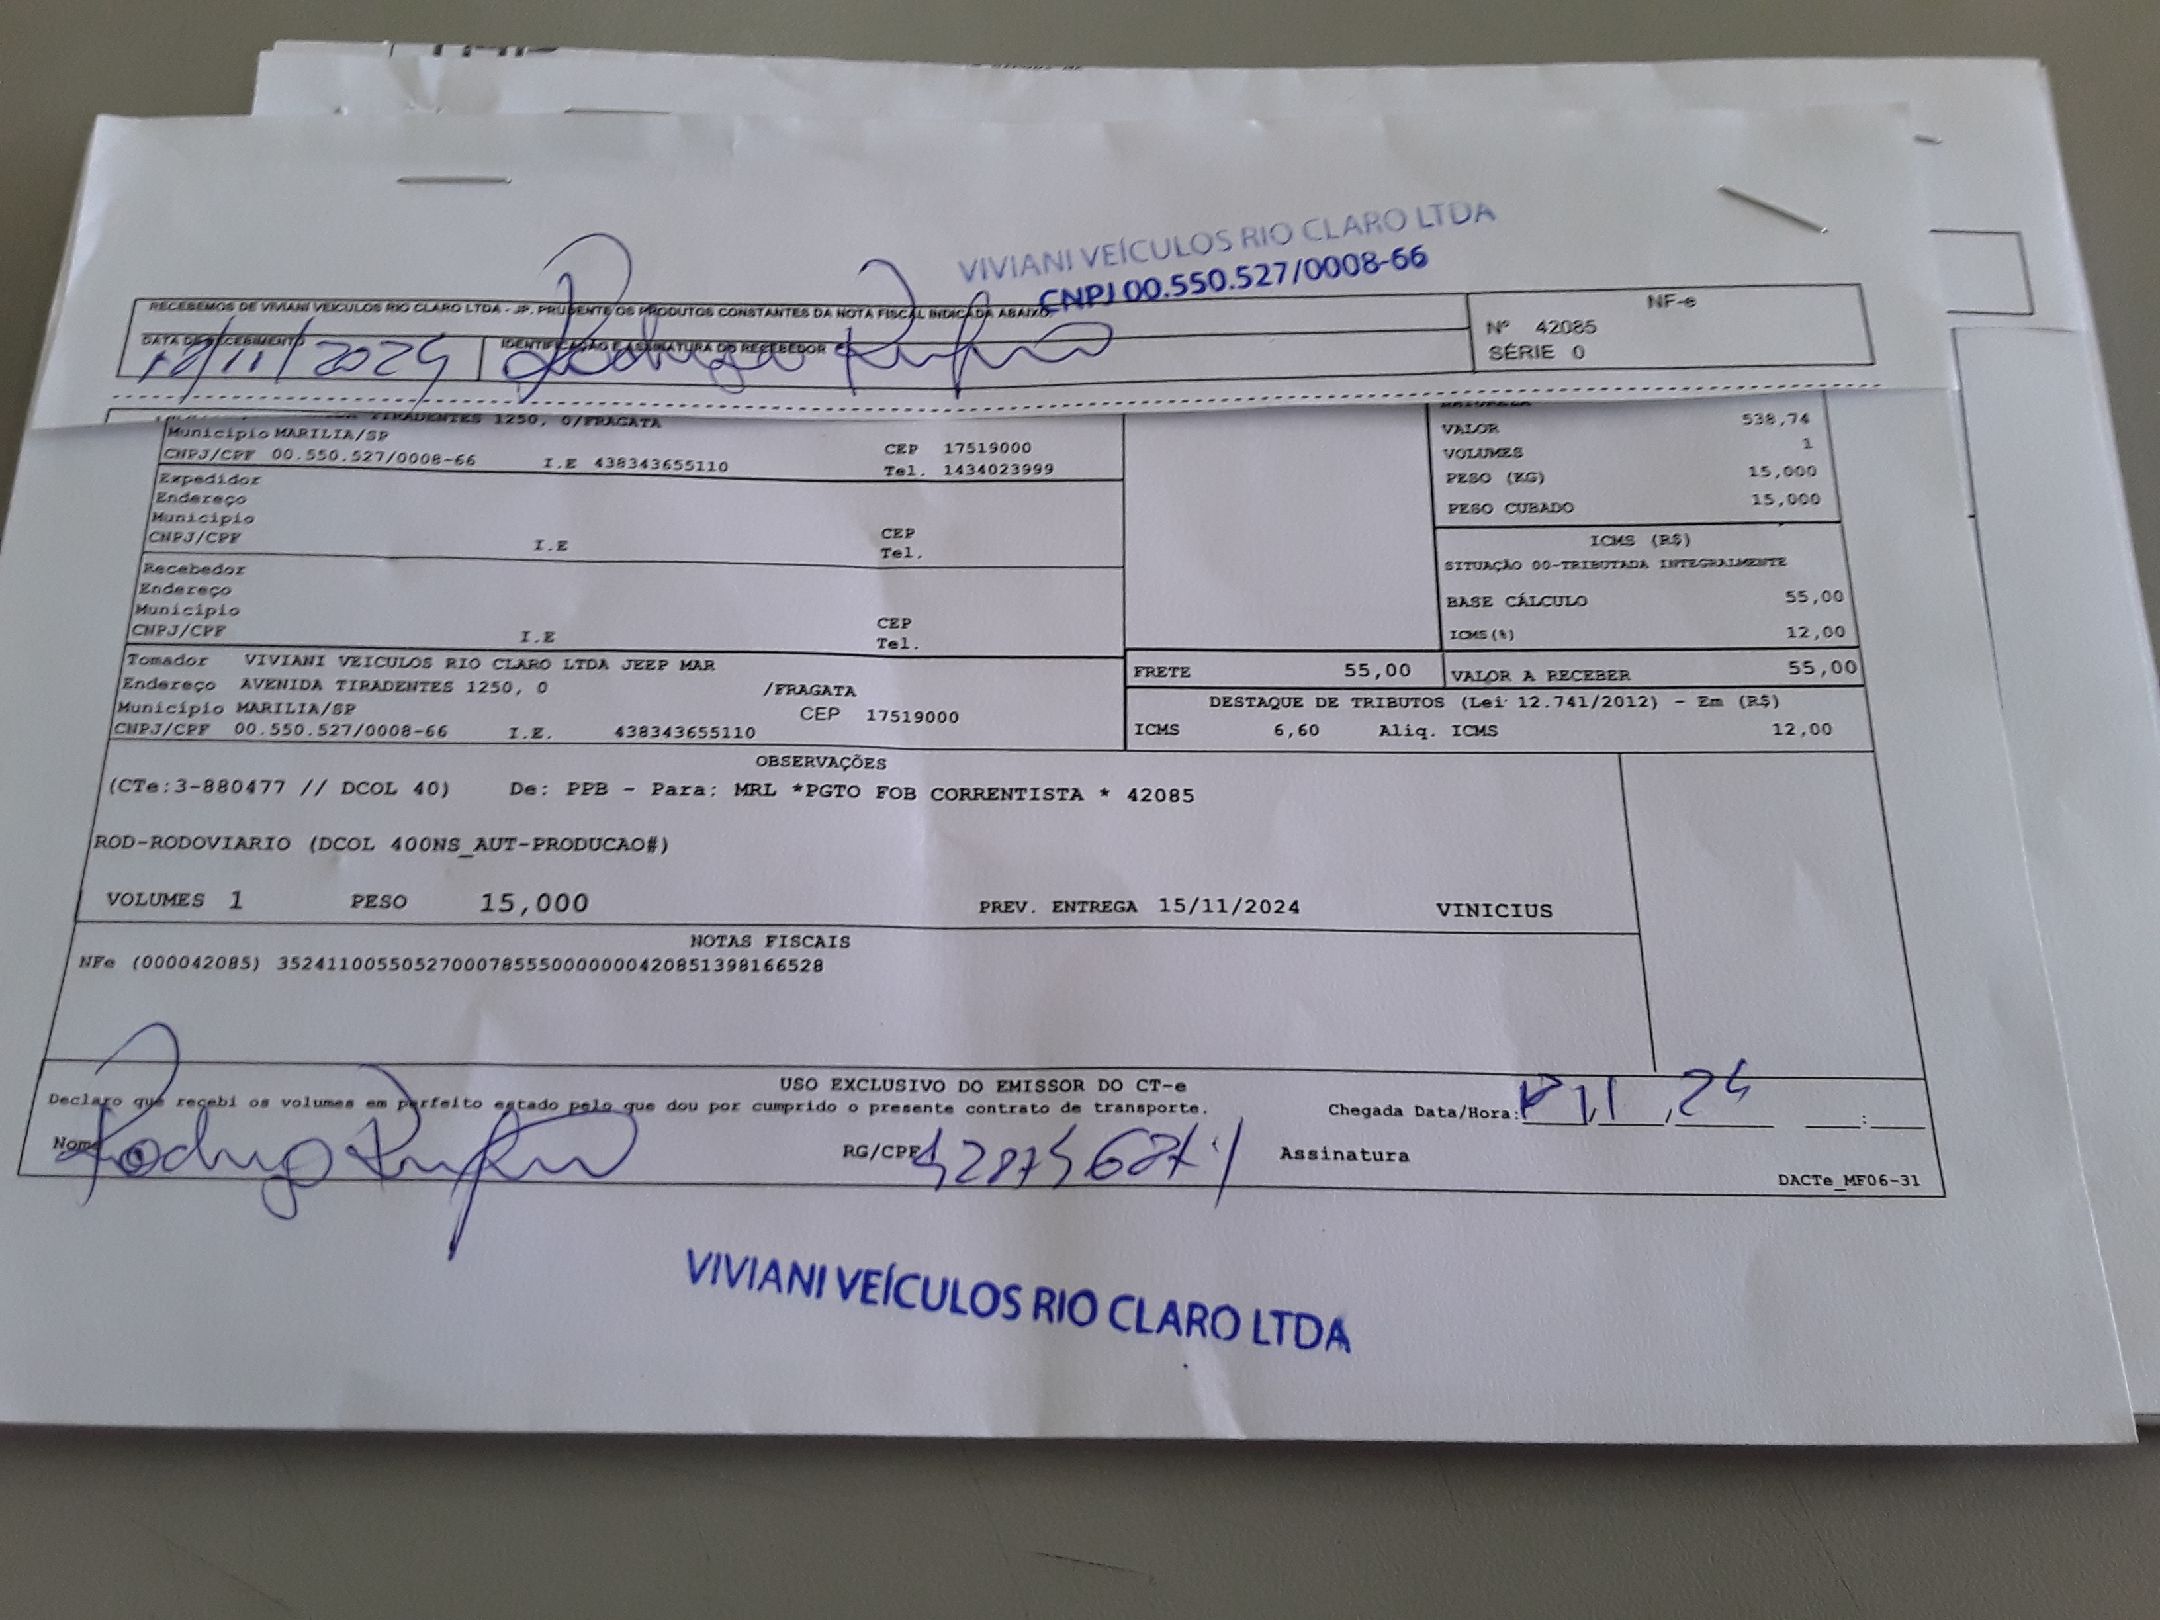 VIVIANI VEÍCULOS RIO CLARO LTDA
CNPJ 00.550.527/0008-66
RECEBEMOS DE VIVIANI VEICULOS RIO CLARO LTDA - JP. PRUDENTE OS PRODUTOS CONSTANTES DA NOTA FISCAL INDICADA ABAIXO.
NF-e
Nº 42085
SÉRIE 0
DATA DE RECEBIMENTO
IDENTIFICAÇÃO E ASSINATURA DO RECEBEDOR
/11/2024 Rodrigo
TIRADENTES 1250, 0/FRAGATA
Município MARILIA/SP CEP 17519000
CNPJ/CPF 00.550.527/0008-66 I.E 438343655110 Tel. 1434023999
Expedidor
Endereço
Município CEP
CNPJ/CPF I.E Tel.
Recebedor
Endereço
Município CEP
CNPJ/CPF I.E Tel.
Tomador VIVIANI VEICULOS RIO CLARO LTDA JEEP MAR
Endereço AVENIDA TIRADENTES 1250, 0 /FRAGATA
Município MARILIA/SP CEP 17519000
CNPJ/CPF 00.550.527/0008-66 I.E. 438343655110
VALOR 538,74
VOLUMES 1
PESO (KG) 15,000
PESO CUBADO 15,000
ICMS (R$)
SITUAÇÃO 00-TRIBUTADA INTEGRALMENTE
BASE CÁLCULO 55,00
ICMS(%) 12,00
FRETE 55,00 VALOR A RECEBER 55,00
DESTAQUE DE TRIBUTOS (Lei 12.741/2012) - Em (R$)
ICMS 6,60 Aliq. ICMS 12,00
OBSERVAÇÕES
(CTe:3-880477 // DCOL 40) De: PPB - Para: MRL *PGTO FOB CORRENTISTA * 42085
ROD-RODOVIARIO (DCOL 400NS_AUT-PRODUCAO#)
VOLUMES 1 PESO 15,000 PREV. ENTREGA 15/11/2024 VINICIUS
NOTAS FISCAIS
NFe (000042085) 35241100550527000785550000000420851398166528
USO EXCLUSIVO DO EMISSOR DO CT-e
Declaro que recebi os volumes em perfeito estado pelo que dou por cumprido o presente contrato de transporte.
Chegada Data/Hora: 11 24
Nome Rodrigo RG/CPF Assinatura
DACTe_MF06-31
VIVIANI VEÍCULOS RIO CLARO LTDA